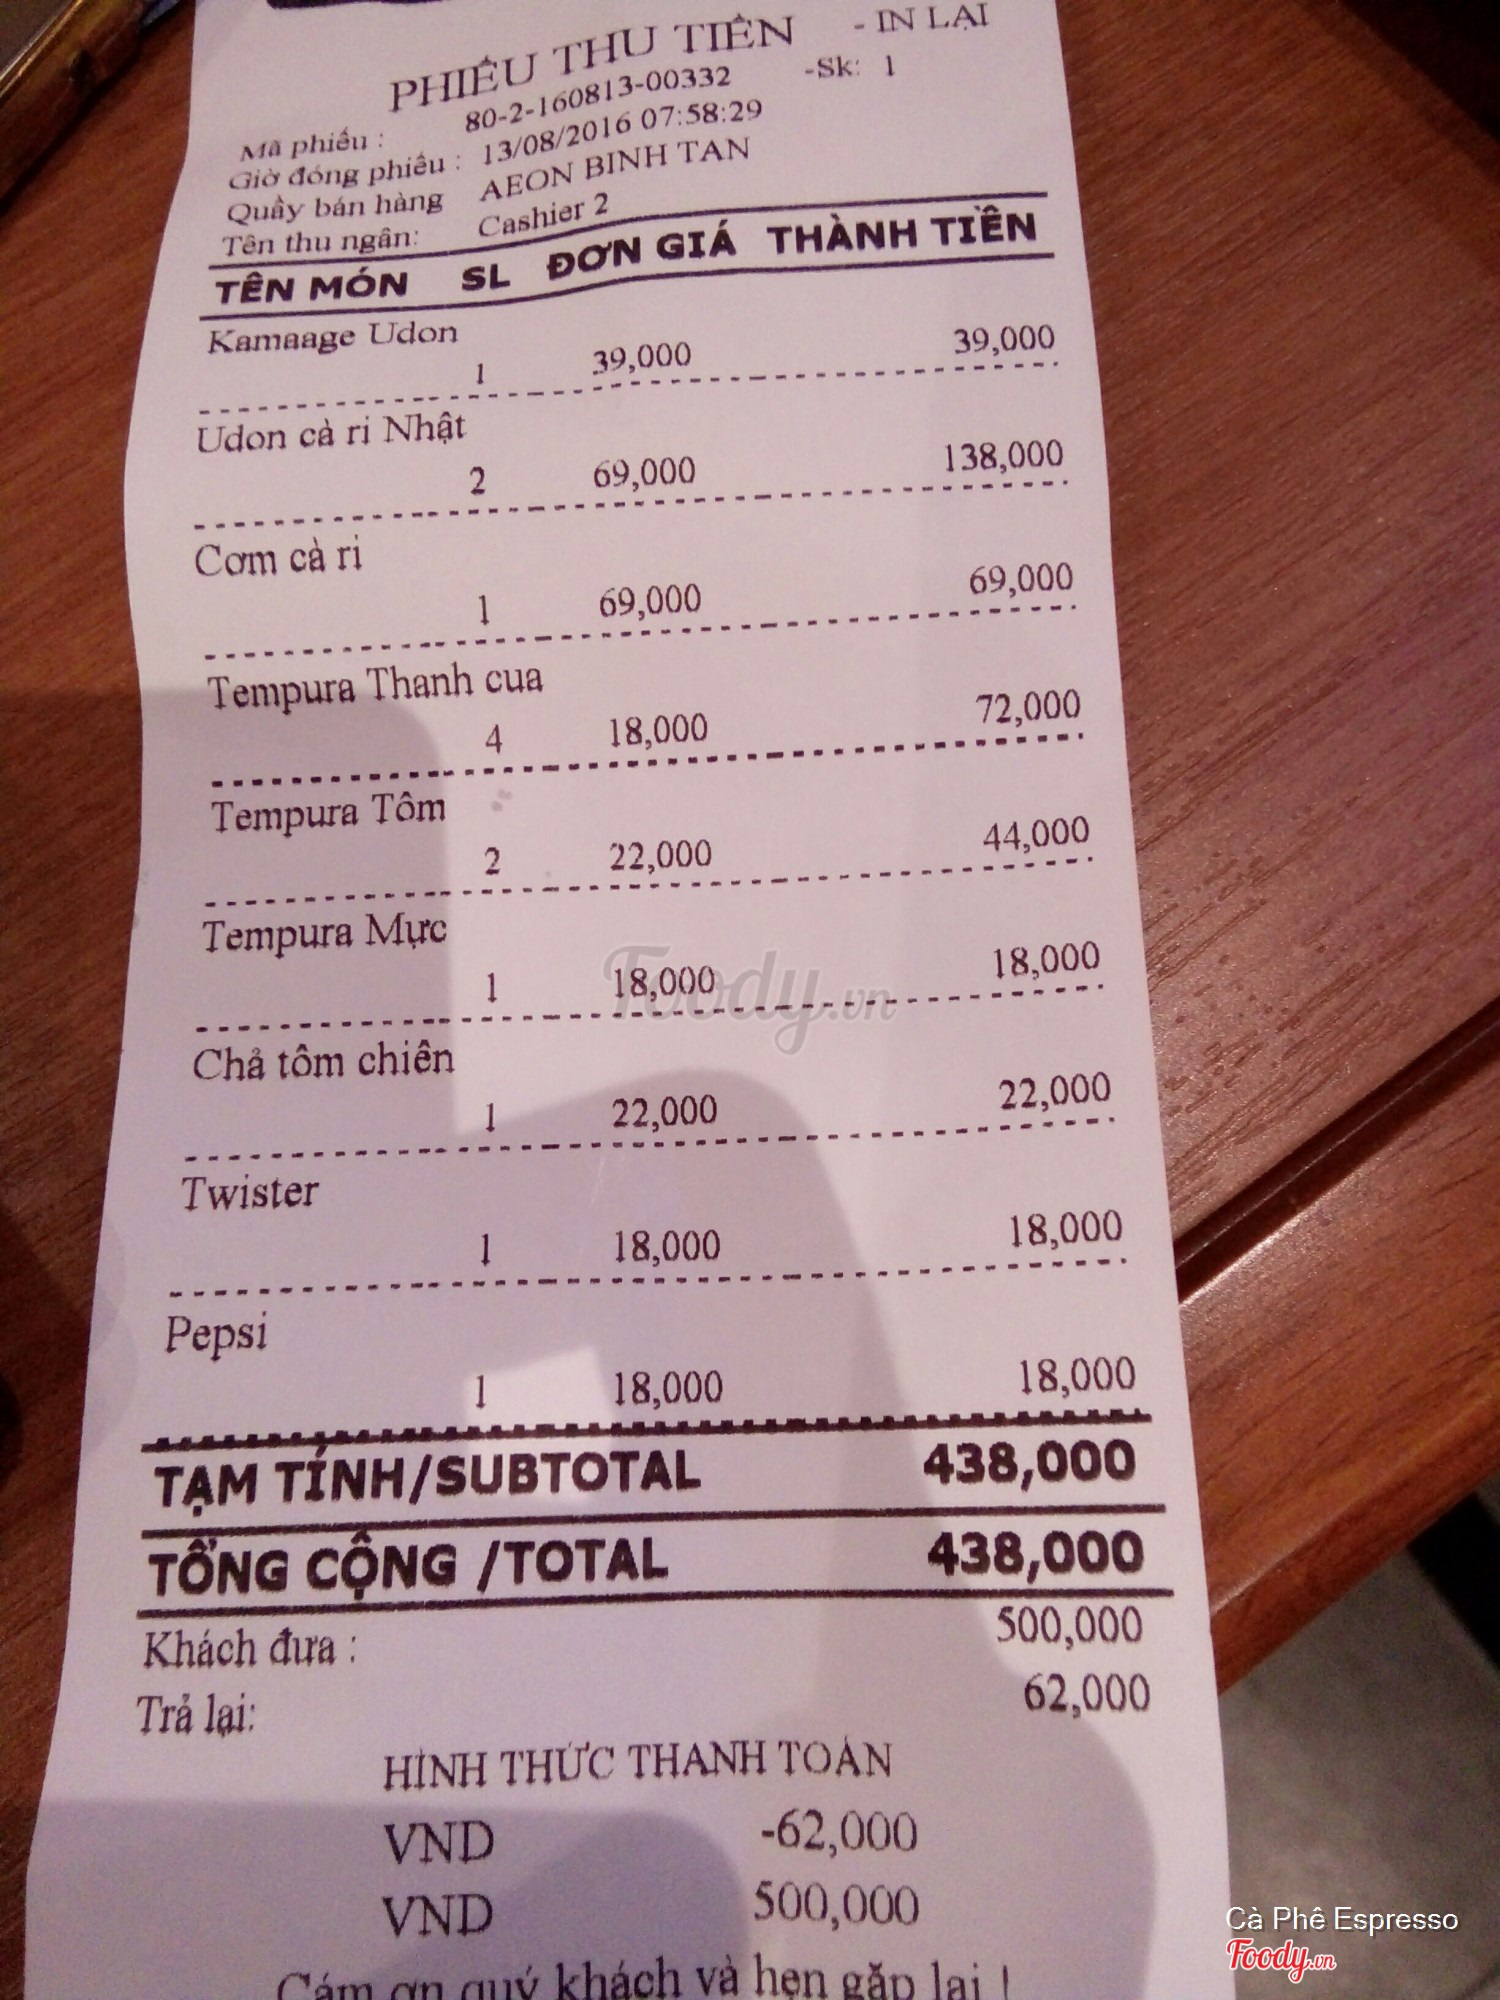 PHIẾU THU TIỀN - IN LẠI
Mã phiếu : 80-2-160813-00332 -Sk: 1
Giờ đóng phiếu : 13/08/2016 07:58:29
Quầy bán hàng AEON BINH TAN
Tên thu ngân: Cashier 2
TÊN MÓN SL ĐƠN GIÁ THÀNH TIỀN
Kamaage Udon
1 39,000 39,000
Udon cà ri Nhật
2 69,000 138,000
Cơm cà ri
1 69,000 69,000
Tempura Thanh cua
4 18,000 72,000
Tempura Tôm
2 22,000 44,000
Tempura Mực
1 18,000 18,000
Foody.vn
Chả tôm chiên
1 22,000 22,000
Twister
1 18,000 18,000
Pepsi
1 18,000 18,000
TẠM TÍNH/SUBTOTAL 438,000
TỔNG CỘNG /TOTAL 438,000
Khách đưa : 500,000
Trả lại: 62,000
HÌNH THỨC THANH TOÁN
VND -62,000
VND 500,000
Cám ơn quý khách và hẹn gặp lại !
Cà Phê Espresso
Foody.vn